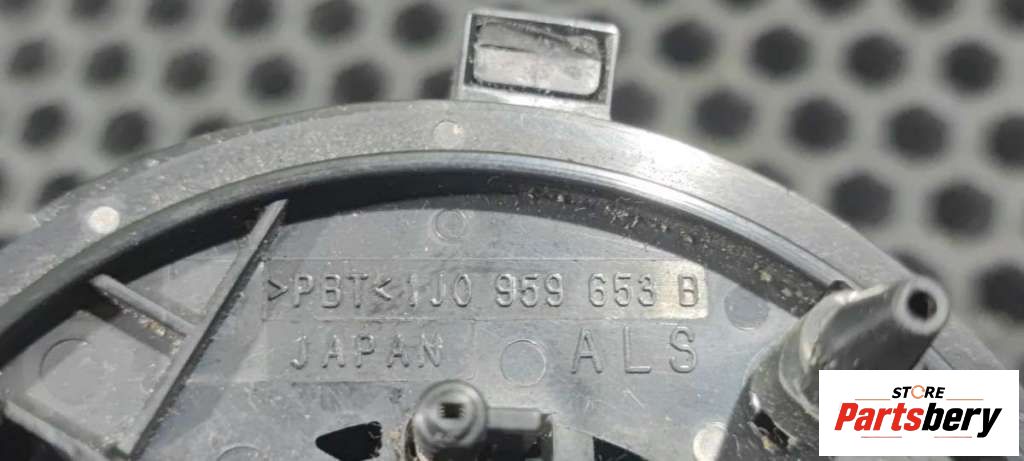 >PBT< 1J0 959 653 B
JAPAN ALS
STORE
Partsbery